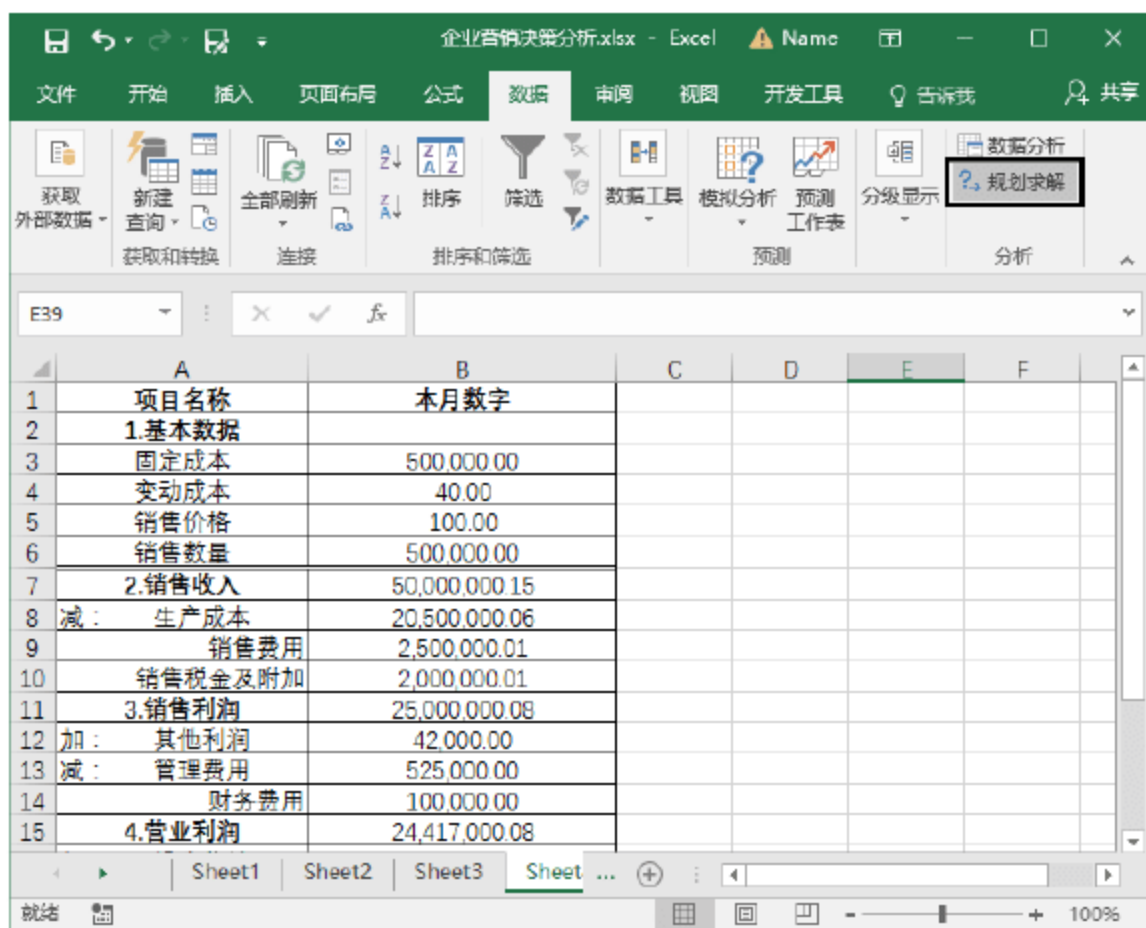 企业营销决策分析.xlsx - Excel Name
文件 开始 插入 页面布局 公式 数据 审阅 视图 开发工具 告诉我 共享
获取 外部数据 新建 查询 全部刷新 排序 筛选 数据工具 模拟分析 预测 工作表 分级显示 数据分析 规划求解
获取和转换 连接 排序和筛选 预测 分析
E39 fx
A B C D E F
1 项目名称 本月数字
2 1.基本数据
3 固定成本 500,000.00
4 变动成本 40.00
5 销售价格 100.00
6 销售数量 500,000.00
7 2.销售收入 50,000,000.15
8 减： 生产成本 20,500,000.06
9 销售费用 2,500,000.01
10 销售税金及附加 2,000,000.01
11 3.销售利润 25,000,000.08
12 加： 其他利润 42,000.00
13 减： 管理费用 525,000.00
14 财务费用 100,000.00
15 4.营业利润 24,417,000.08
Sheet1 Sheet2 Sheet3 Sheet ...
就绪 100%